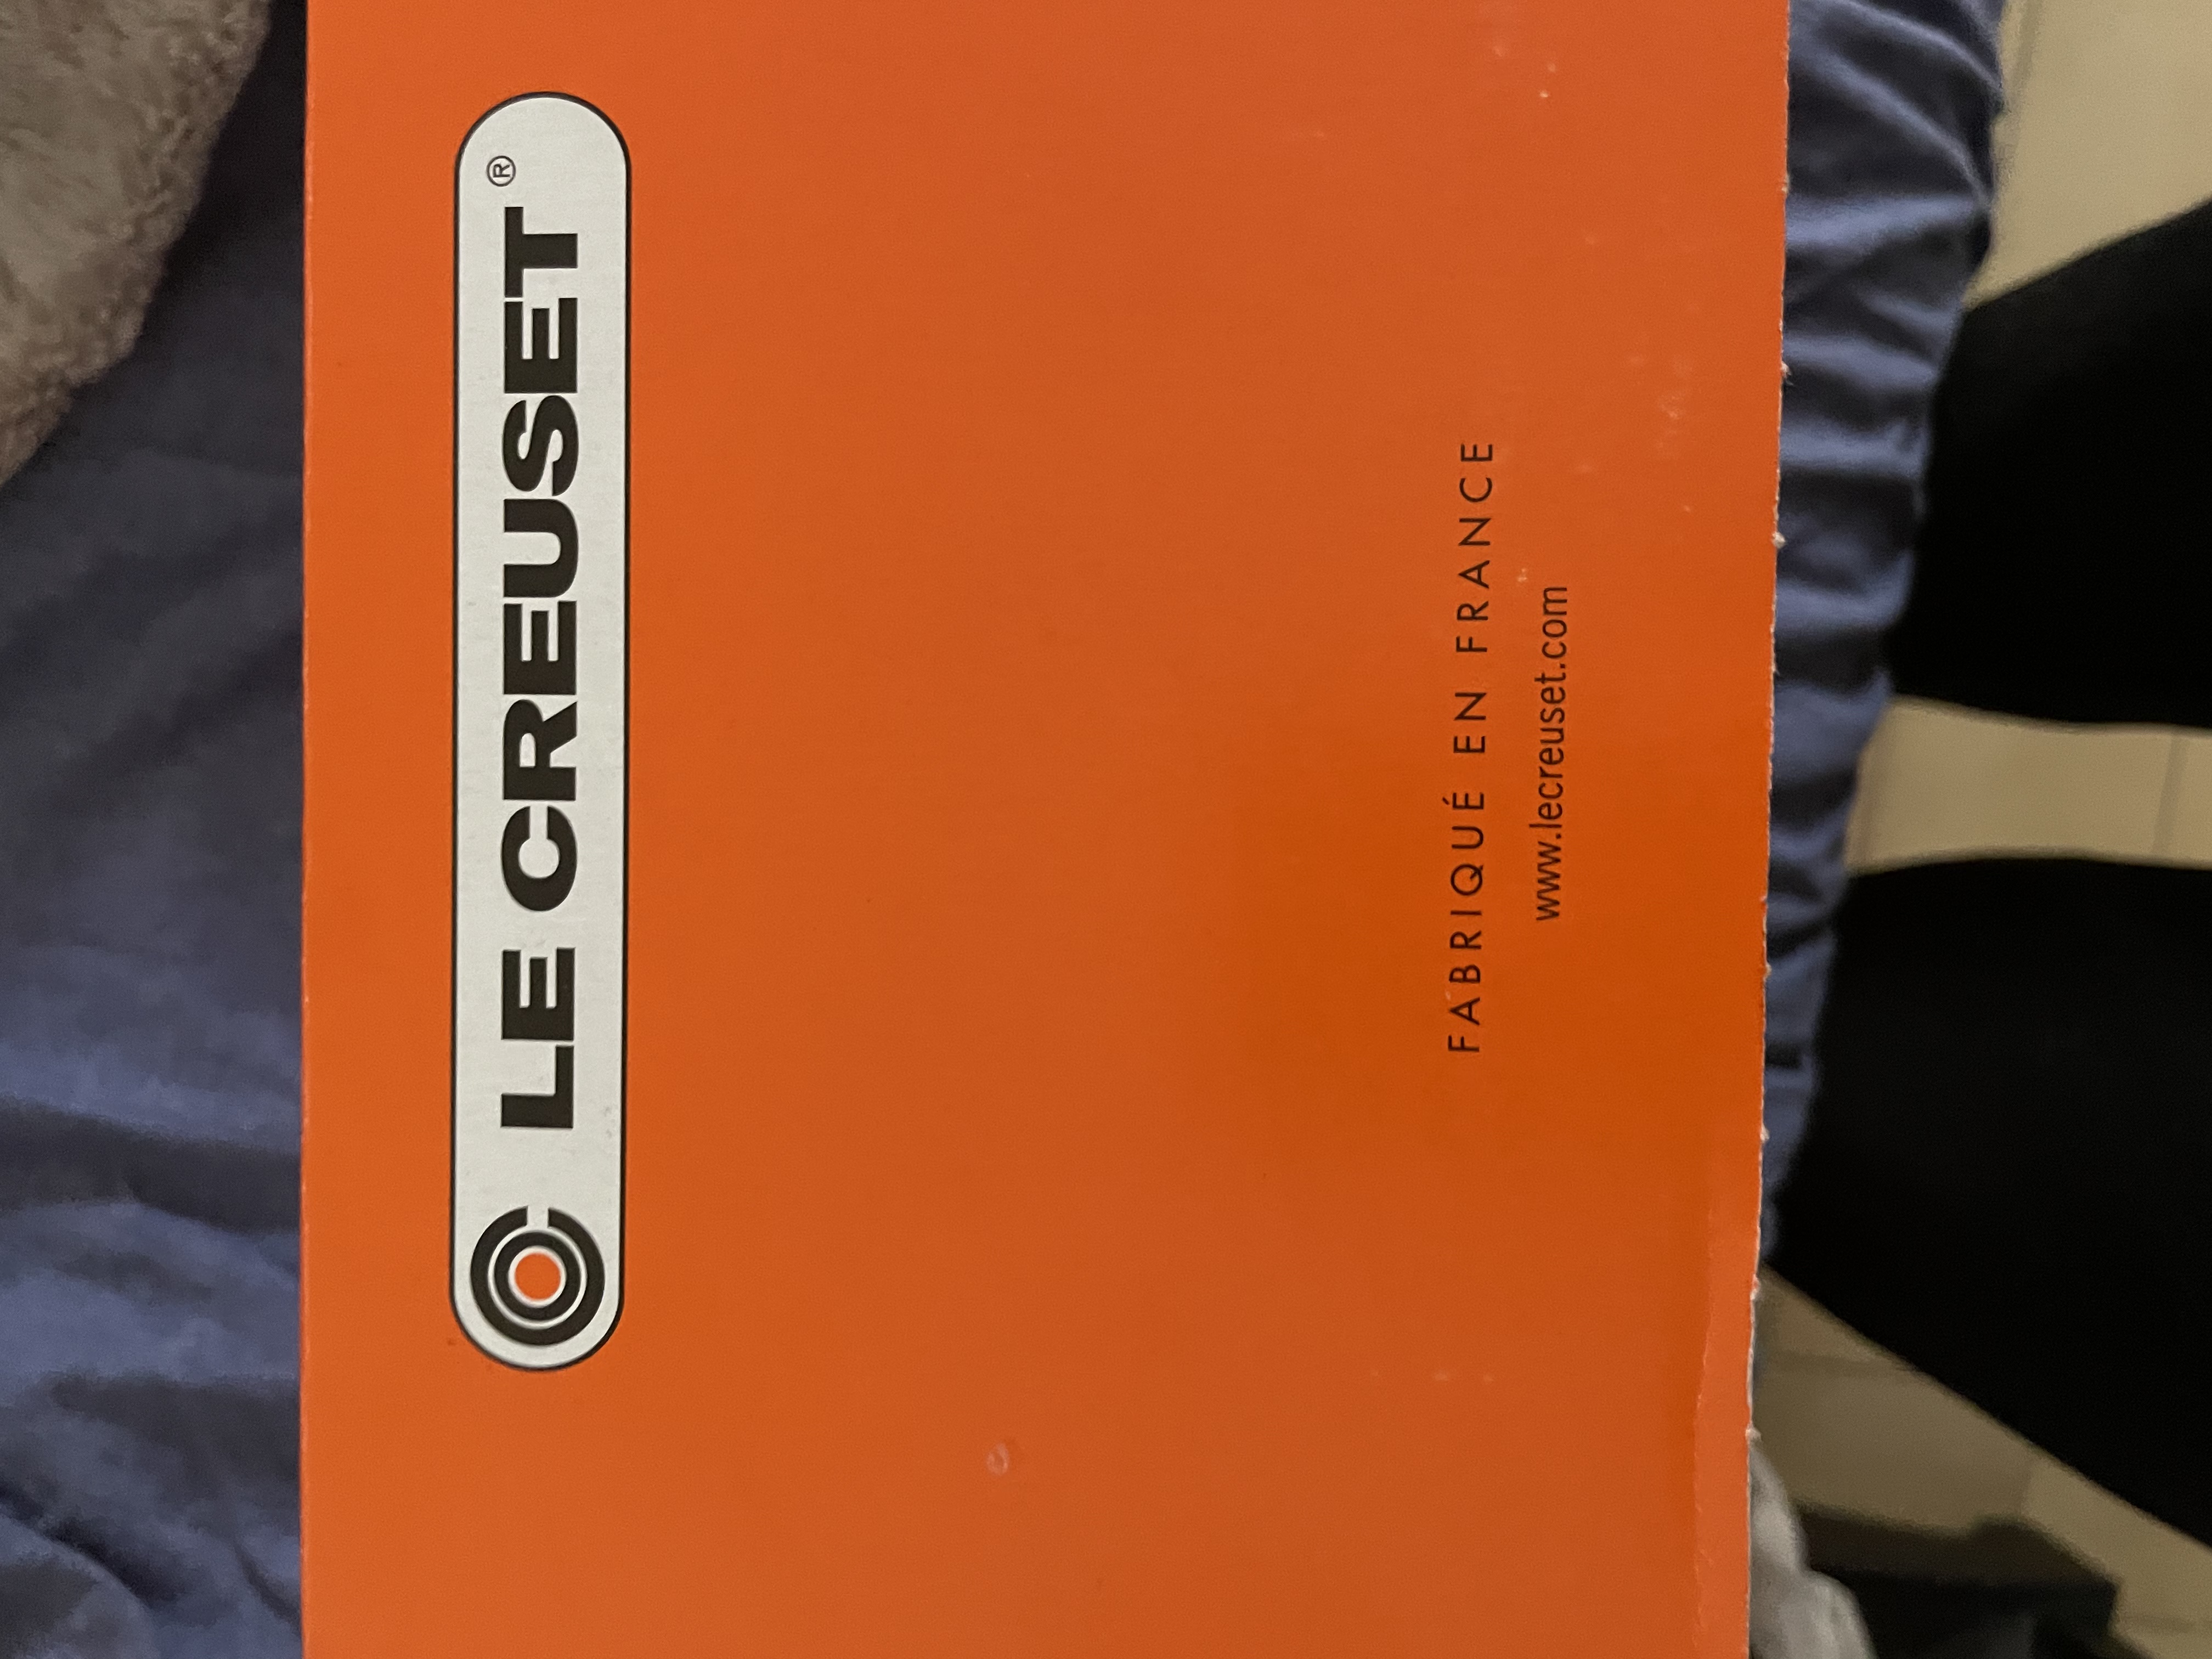 LE CREUSET®
FABRIQUÉ EN FRANCE
www.lecreuset.com